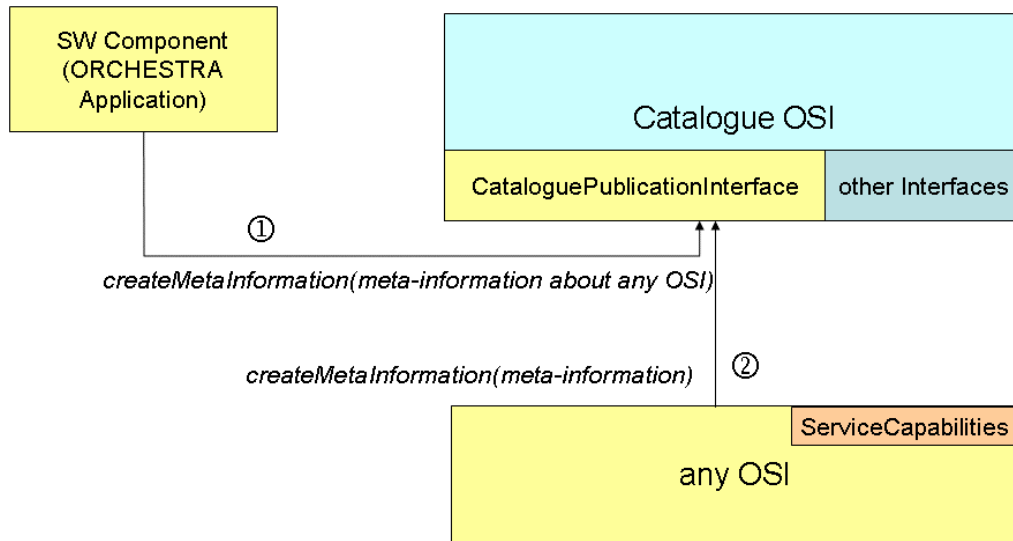 SW Component
(ORCHESTRA
Application)
Catalogue OSI
CataloguePublicationInterface
other Interfaces
①
createMetaInformation(meta-information about any OSI)
②
createMetaInformation(meta-information)
ServiceCapabilities
any OSI